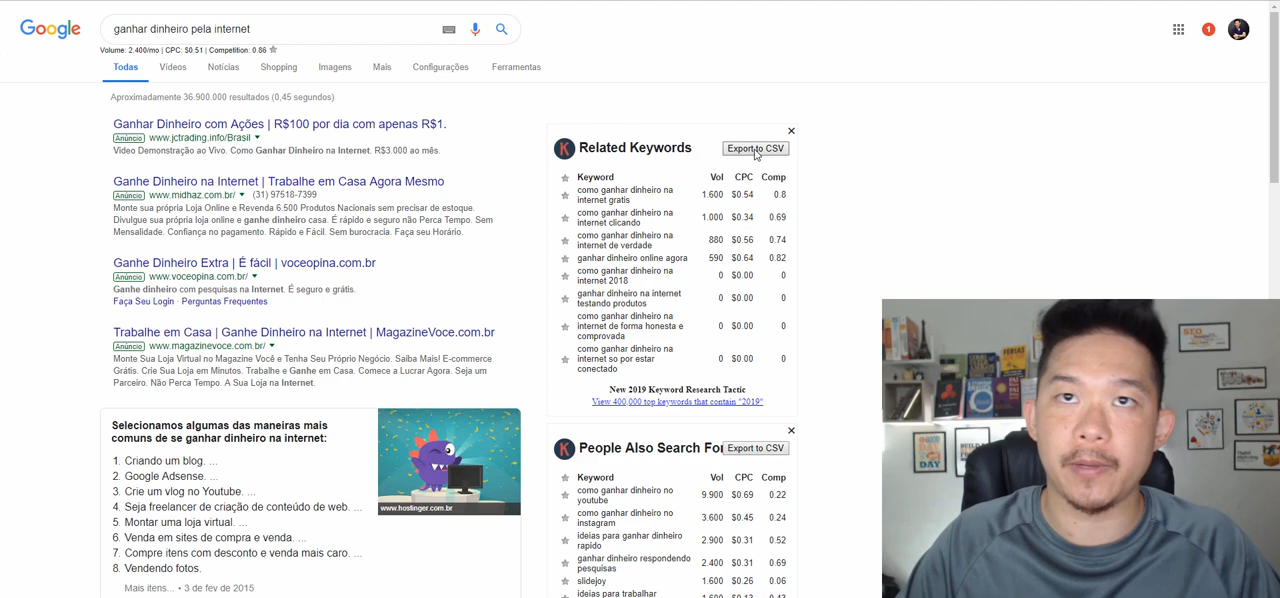 Google
ganhar dinheiro pela internet
1
Volume: 2.400/mo | CPC: $0.51 | Competition: 0.86
Todas Vídeos Notícias Shopping Imagens Mais Configurações Ferramentas
Aproximadamente 36.900.000 resultados (0,45 segundos)
Ganhar Dinheiro com Ações | R$100 por dia com apenas R$1.
Anúncio www.jctrading.info/Brasil
Video Demonstração ao Vivo. Como Ganhar Dinheiro na Internet. R$3.000 ao mês.
Ganhe Dinheiro na Internet | Trabalhe em Casa Agora Mesmo
Anúncio www.midhaz.com.br/ (31) 97518-7399
Monte sua própria Loja Online e Revenda 6.500 Produtos Nacionais sem precisar de estoque.
Divulgue sua própria loja online e ganhe dinheiro casa. É rápido e seguro não Perca Tempo. Sem
Mensalidade. Confiança no pagamento. Rápido e Fácil. Sem burocracia. Faça seu Horário.
Ganhe Dinheiro Extra | É fácil | voceopina.com.br
Anúncio www.voceopina.com.br/
Ganhe dinheiro com pesquisas na Internet. É seguro e grátis.
Faça Seu Login · Perguntas Frequentes
Trabalhe em Casa | Ganhe Dinheiro na Internet | MagazineVoce.com.br
Anúncio www.magazinevoce.com.br/
Monte Sua Loja Virtual no Magazine Você e Tenha Seu Próprio Negócio. Saiba Mais! E-commerce
Grátis. Crie Sua Loja em Minutos. Trabalhe e Ganhe em Casa. Comece a Lucrar Agora. Seja um
Parceiro. Não Perca Tempo. A Sua Loja na Internet.
Selecionamos algumas das maneiras mais
comuns de se ganhar dinheiro na internet:
1. Criando um blog. ...
2. Google Adsense. ...
3. Crie um vlog no Youtube. ...
4. Seja freelancer de criação de conteúdo de web. ...
5. Montar uma loja virtual. ...
6. Venda em sites de compra e venda. ...
7. Compre itens com desconto e venda mais caro. ...
8. Vendendo fotos.
Mais itens... • 3 de fev de 2015
www.hostinger.com.br
K Related Keywords Export to CSV
Keyword Vol CPC Comp
como ganhar dinheiro na
internet gratis 1.600 $0.54 0.8
como ganhar dinheiro na
internet clicando 1.000 $0.34 0.69
como ganhar dinheiro na
internet de verdade 880 $0.56 0.74
ganhar dinheiro online agora 590 $0.64 0.82
como ganhar dinheiro na
internet 2018 0 $0.00 0
ganhar dinheiro na internet
testando produtos 0 $0.00 0
como ganhar dinheiro na
internet de forma honesta e
comprovada 0 $0.00 0
como ganhar dinheiro na
internet so por estar
conectado 0 $0.00 0
New 2019 Keyword Research Tactic
View 400,000 top keywords that contain "2019"
K People Also Search For Export to CSV
Keyword Vol CPC Comp
como ganhar dinheiro no
youtube 9.900 $0.69 0.22
como ganhar dinheiro no
instagram 3.600 $0.45 0.24
ideias para ganhar dinheiro
rapido 2.900 $0.31 0.52
ganhar dinheiro respondendo
pesquisas 2.400 $0.31 0.69
slidejoy 1.600 $0.26 0.06
ideias para trabalhar
SEO
FÉRIAS
GOOD
DAY